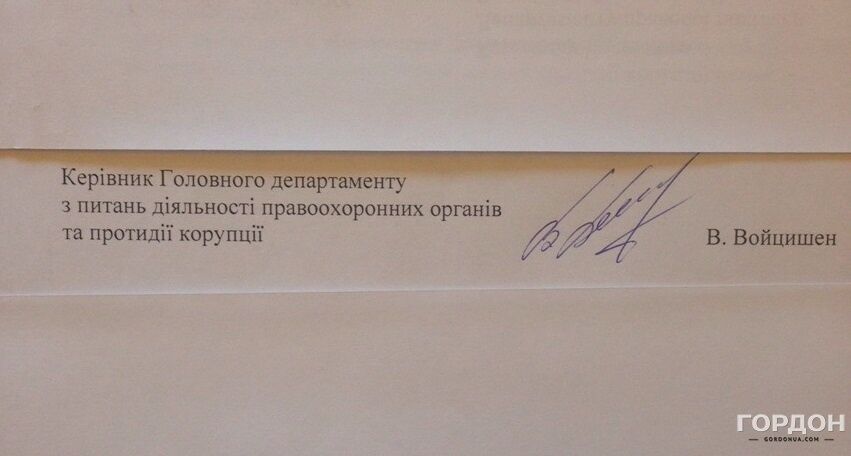 Керівник Головного департаменту
з питань діяльності правоохоронних органів
та протидії корупції
В. Войцишен
ГОРДОН
GORDONUA.COM